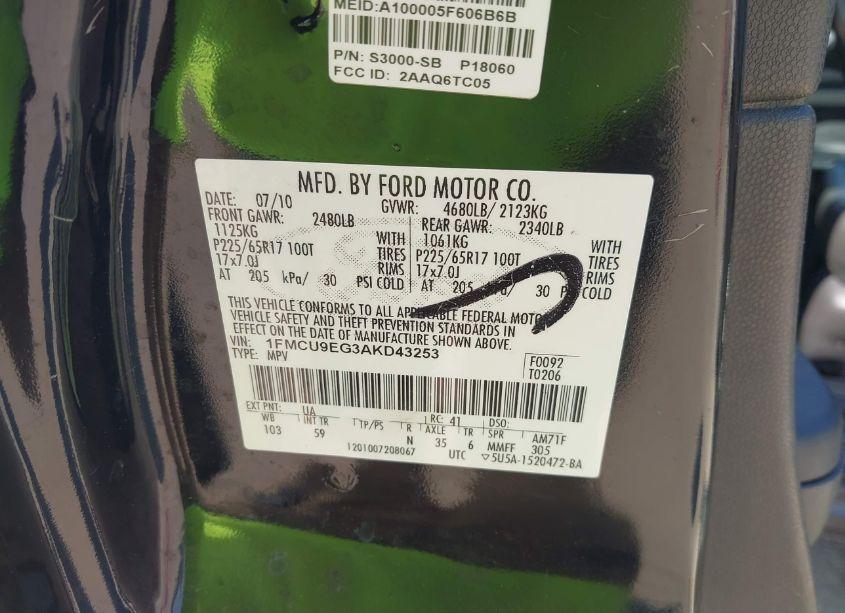 MEID:A100005F606B6B
P/N: S3000-SB P18060
FCC ID: 2AAQ6TC05
MFD. BY FORD MOTOR CO.
DATE: 07/10 GVWR: 4680LB/ 2123KG
FRONT GAWR: 2480LB REAR GAWR: 2340LB
1125KG WITH 1061KG WITH
P225/65R17 100T TIRES P225/65R17 100T TIRES
17x7.0J RIMS 17x7.0J RIMS
AT 205 kPa/ 30 PSI COLD AT 205 kPa/ 30 PSI COLD
THIS VEHICLE CONFORMS TO ALL APPLICABLE FEDERAL MOTOR
VEHICLE SAFETY AND THEFT PREVENTION STANDARDS IN
EFFECT ON THE DATE OF MANUFACTURE SHOWN ABOVE.
VIN: 1FMCU9EG3AKD43253 F0092
TYPE: MPV T0206
EXT PNT: UA RC: 41 DSO:
WB INT TR TP/PS R AXLE TR SPR AM71F
103 59 N 35 6 MMFF 305
1201007208067 UTC ▽5U5A-1520472-BA